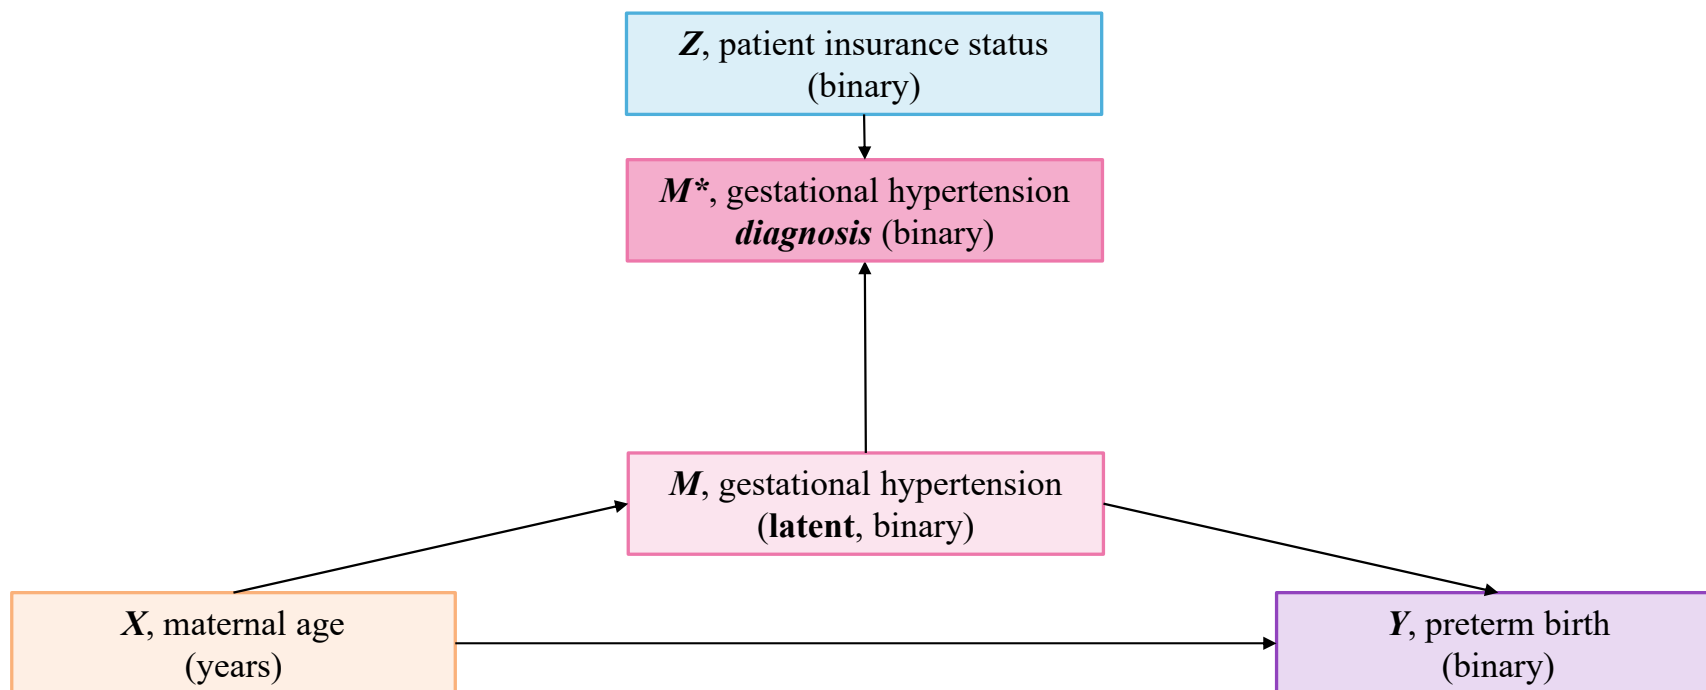 Z, patient insurance status
(binary)
M*, gestational hypertension
diagnosis (binary)
M, gestational hypertension
(latent, binary)
X, maternal age
(years)
Y, preterm birth
(binary)